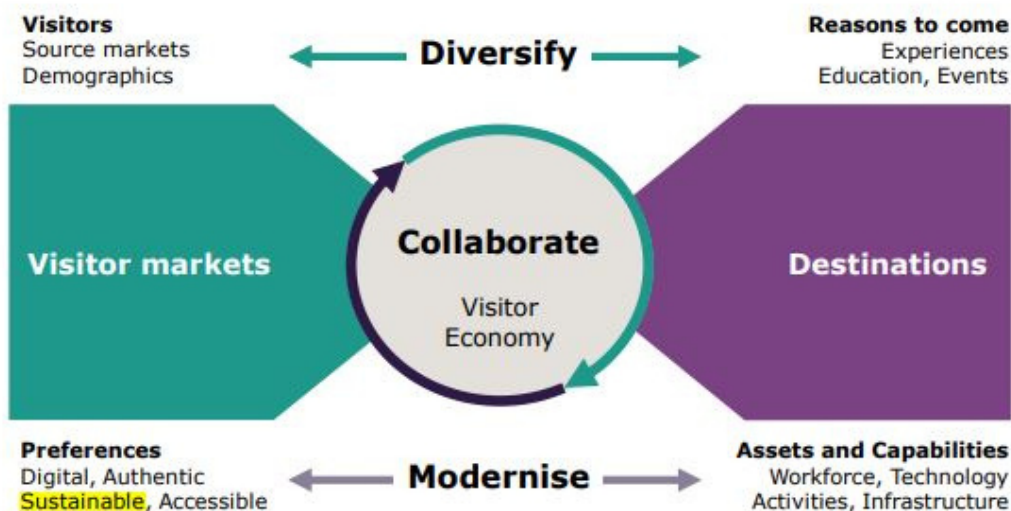 Visitors
Source markets
Demographics
Diversify
Reasons to come
Experiences
Education, Events
Visitor markets
Collaborate
Visitor
Economy
Destinations
Preferences
Digital, Authentic
Sustainable, Accessible
Modernise
Assets and Capabilities
Workforce, Technology
Activities, Infrastructure